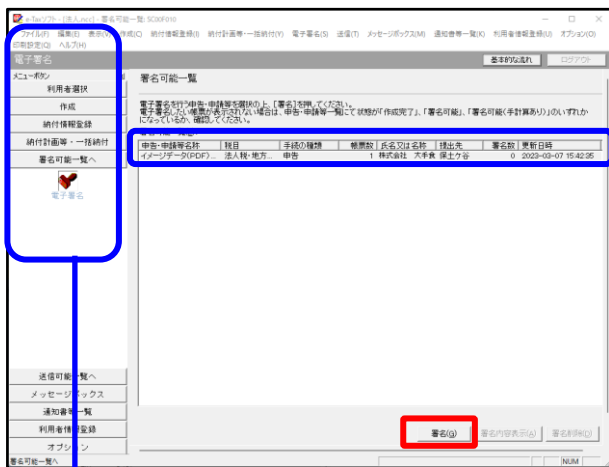 e-Taxソフト - [法人.ncc] - 署名可能一覧: SC00F010
ファイル(F) 編集(E) 表示(V) 作成(C) 納付情報登録(I) 納付計画等・一括納付(Y) 電子署名(S) 送信(T) メッセージボックス(M) 通知書等一覧(K) 利用者情報登録(U) オプション(O)
印刷設定(Q) ヘルプ(H)
電子署名 基本的な流れ ログアウト
メニューボタン
利用者選択
作成
納付情報登録
納付計画等・一括納付
署名可能一覧へ
電子署名
署名可能一覧
電子署名を行う申告・申請等を選択の上、[署名]を押してください。
電子署名したい帳票が表示されない場合は、申告・申請等一覧にて状態が「作成完了」、「署名可能」、「署名可能(手計算あり)」のいずれか
になっているか、確認してください。
申告・申請等名称 税目 手続の種類 帳票数 氏名又は名称 提出先 署名数 更新日時
イメージデータ(PDF)... 法人税・地方... 申告 1 株式会社 大手食 保土ケ谷 0 2023-03-07 15:42:35
送信可能一覧へ
メッセージボックス
通知書等一覧
利用者情報登録
オプション
署名(G) 署名内容表示(A) 署名削除(D)
署名可能一覧へ NUM